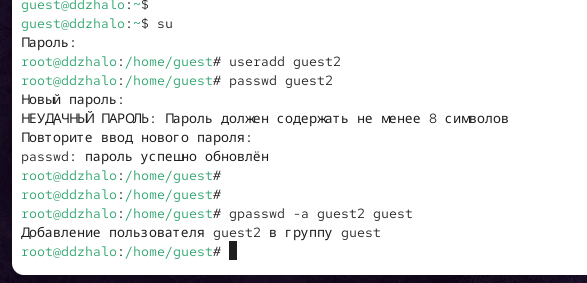 guest@ddzhalo:~$
guest@ddzhalo:~$ su
Пароль:
root@ddzhalo:/home/guest# useradd guest2
root@ddzhalo:/home/guest# passwd guest2
Новый пароль:
НЕУДАЧНЫЙ ПАРОЛЬ: Пароль должен содержать не менее 8 символов
Повторите ввод нового пароля:
passwd: пароль успешно обновлён
root@ddzhalo:/home/guest#
root@ddzhalo:/home/guest#
root@ddzhalo:/home/guest# gpasswd -a guest2 guest
Добавление пользователя guest2 в группу guest
root@ddzhalo:/home/guest#